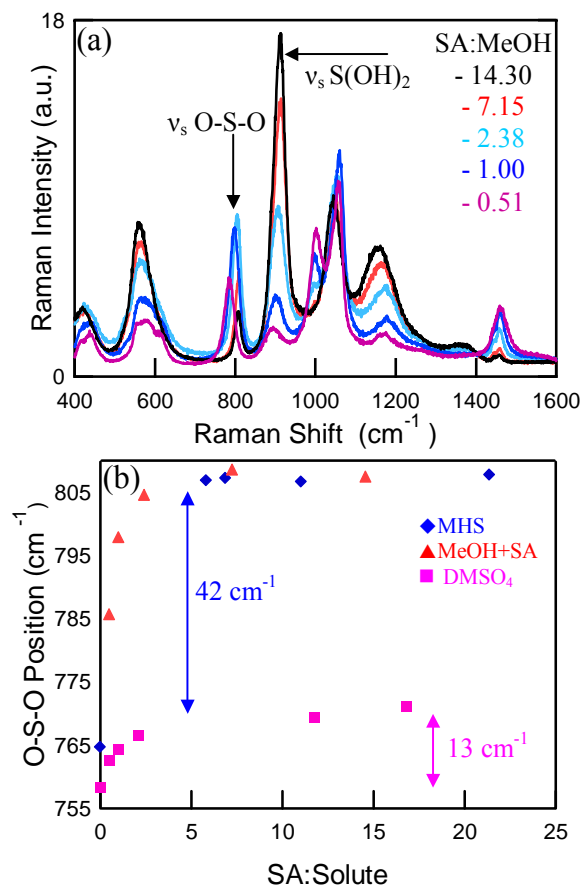 18
(a)
SA:MeOH
- 14.30
- 7.15
- 2.38
- 1.00
- 0.51
νs S(OH)2
νs O-S-O
Raman Intensity (a.u.)
0
400 600 800 1000 1200 1400 1600
Raman Shift (cm-1)
(b)
805
795
785
775
765
755
O-S-O Position (cm-1)
MHS
MeOH+SA
DMSO4
42 cm-1
13 cm-1
0 5 10 15 20 25
SA:Solute